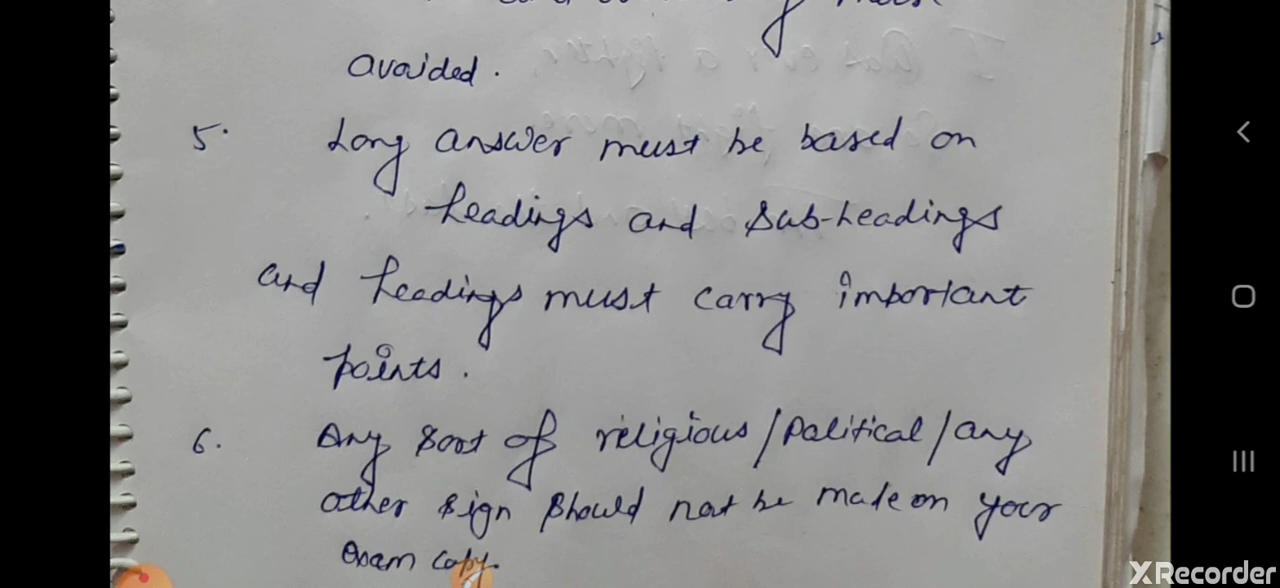 must
avoided.
5. Long answer must be based on
headings and Sub-headings
and headings must carry important
points.
6. Any sort of religious/Political/any
other sign should not be made on your
Exam copy.
XRecorder